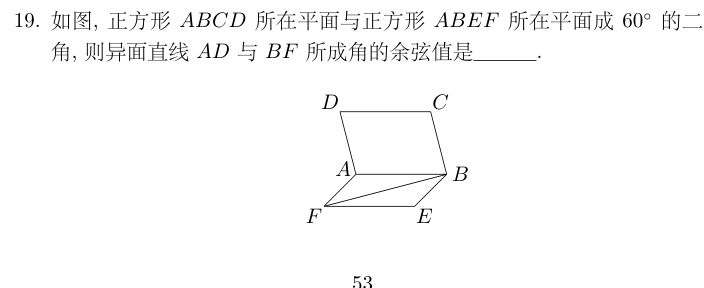 19. 如图, 正方形 ABCD 所在平面与正方形 ABEF 所在平面成 60° 的二
角, 则异面直线 AD 与 BF 所成角的余弦值是______.
D C
A B
F E
53